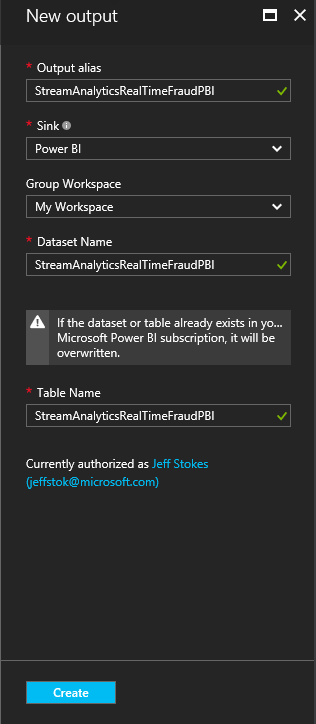 New output
* Output alias
StreamAnalyticsRealTimeFraudPBI
* Sink
Power BI
Group Workspace
My Workspace
* Dataset Name
StreamAnalyticsRealTimeFraudPBI
If the dataset or table already exists in yo...
Microsoft Power BI subscription, it will be
overwritten.
* Table Name
StreamAnalyticsRealTimeFraudPBI
Currently authorized as Jeff Stokes
(jeffstok@microsoft.com)
Create